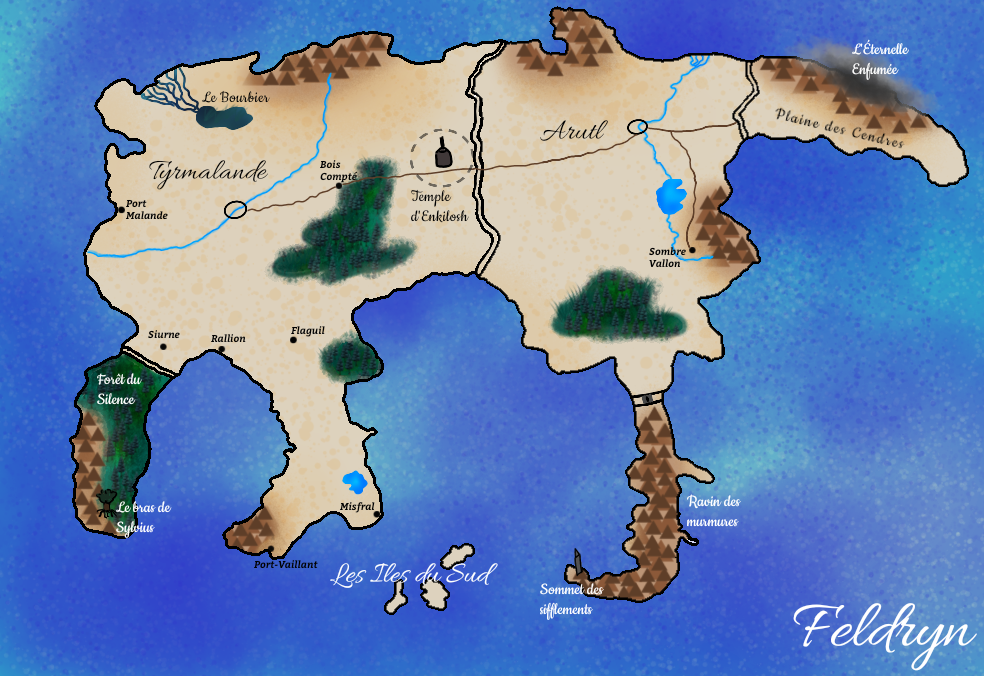 L'Éternelle
Enfumée
Le Bourbier
Plaine des Cendres
Arutl
Tyrmalande
Bois
Compté
Temple
d'Enkilosh
Port
Malande
Sombre
Vallon
Siurne
Rallion
Flaguil
Forêt du
Silence
Le bras de
Sylvius
Misfral
Ravin des
murmures
Port-Vaillant
Les Iles du Sud
Sommet des
sifflements
Feldryn